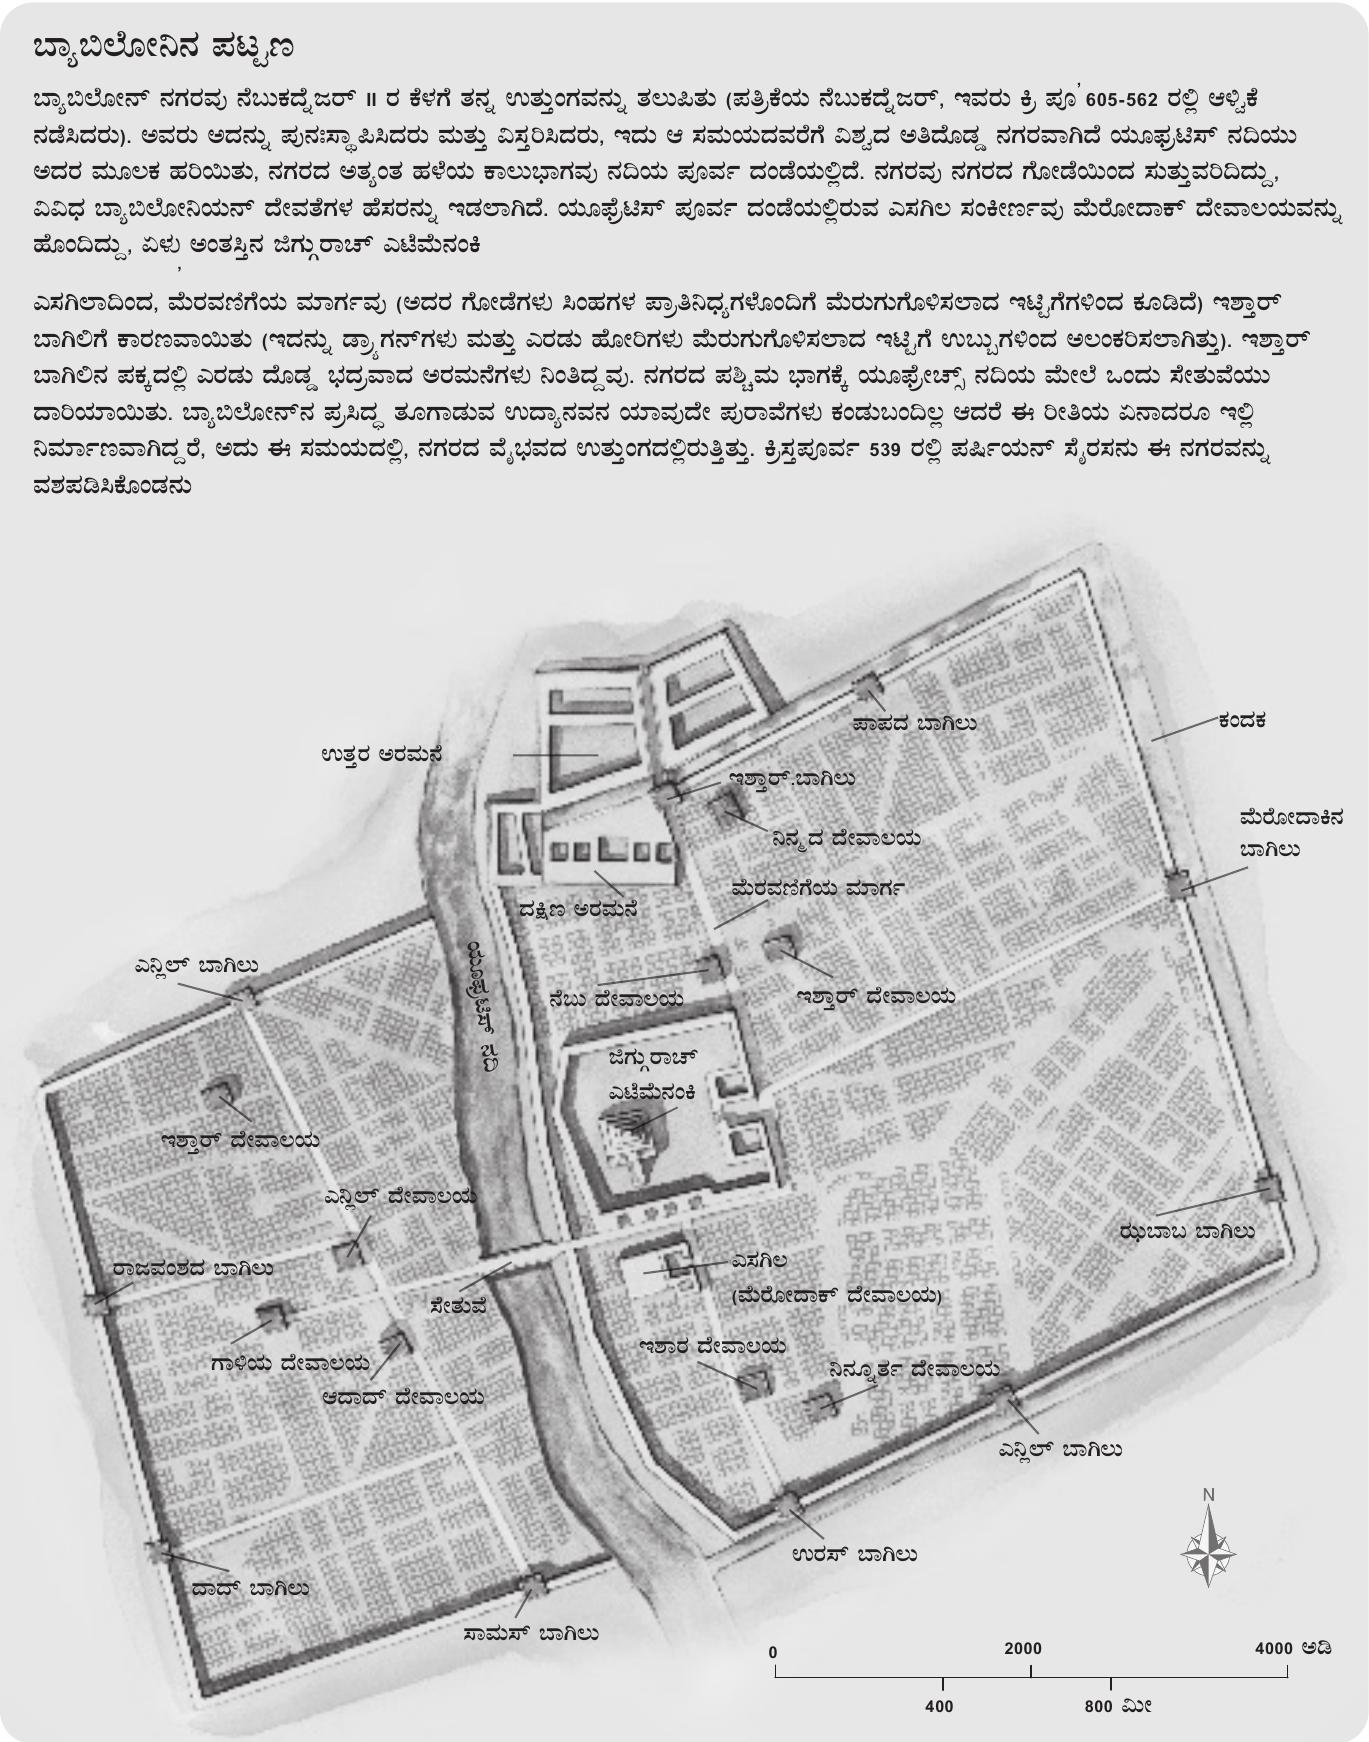 ಬ್ಯಾಬಿಲೋನಿನ ಪಟ್ಟಣ
ಬ್ಯಾಬಿಲೋನ್ ನಗರವು ನೆಬುಕದ್ನೆಜರ್ II ರ ಕೆಳಗೆ ತನ್ನ ಉತ್ತುಂಗವನ್ನು ತಲುಪಿತು (ಪತ್ರಿಕೆಯ ನೆಬುಕದ್ನೆಜರ್, ಇವರು ಕ್ರಿ ಪೂ' 605-562 ರಲ್ಲಿ ಆಳ್ವಿಕೆ
ನಡೆಸಿದರು). ಅವರು ಅದನ್ನು ಪುನಃಸ್ಥಾಪಿಸಿದರು ಮತ್ತು ವಿಸ್ತರಿಸಿದರು, ಇದು ಆ ಸಮಯದವರೆಗೆ ವಿಶ್ವದ ಅತಿದೊಡ್ಡ ನಗರವಾಗಿದೆ ಯೂಫ್ರಟಿಸ್ ನದಿಯು
ಅದರ ಮೂಲಕ ಹರಿಯಿತು, ನಗರದ ಅತ್ಯಂತ ಹಳೆಯ ಕಾಲುಭಾಗವು ನದಿಯ ಪೂರ್ವ ದಂಡೆಯಲ್ಲಿದೆ. ನಗರವು ನಗರದ ಗೋಡೆಯಿಂದ ಸುತ್ತುವರಿದಿದ್ದು,
ವಿವಿಧ ಬ್ಯಾಬಿಲೋನಿಯನ್ ದೇವತೆಗಳ ಹೆಸರನ್ನು ಇಡಲಾಗಿದೆ. ಯೂಫ್ರೆಟಿಸ್ ಪೂರ್ವ ದಂಡೆಯಲ್ಲಿರುವ ಎಸಗಿಲ ಸಂಕೀರ್ಣವು ಮೆರೋದಾಕ್ ದೇವಾಲಯವನ್ನು
ಹೊಂದಿದ್ದು, ಏಳು ಅಂತಸ್ತಿನ ಜಿಗ್ಗುರಾಚ್ ಎಟೆಮೆನಂಕಿ
ಎಸಗಿಲಾದಿಂದ, ಮೆರವಣಿಗೆಯ ಮಾರ್ಗವು (ಅದರ ಗೋಡೆಗಳು ಸಿಂಹಗಳ ಪ್ರಾತಿನಿಧ್ಯಗಳೊಂದಿಗೆ ಮೆರುಗುಗೊಳಿಸಲಾದ ಇಟ್ಟಿಗೆಗಳಿಂದ ಕೂಡಿದೆ) ಇಶ್ತಾರ್
ಬಾಗಿಲಿಗೆ ಕಾರಣವಾಯಿತು (ಇದನ್ನು ಡ್ರ್ಯಾಗನ್‌ಗಳು ಮತ್ತು ಎರಡು ಹೋರಿಗಳು ಮೆರುಗುಗೊಳಿಸಲಾದ ಇಟ್ಟಿಗೆ ಉಬ್ಬುಗಳಿಂದ ಅಲಂಕರಿಸಲಾಗಿತ್ತು). ಇಶ್ತಾರ್
ಬಾಗಿಲಿನ ಪಕ್ಕದಲ್ಲಿ ಎರಡು ದೊಡ್ಡ ಭದ್ರವಾದ ಅರಮನೆಗಳು ನಿಂತಿದ್ದವು. ನಗರದ ಪಶ್ಚಿಮ ಭಾಗಕ್ಕೆ ಯೂಫ್ರೇಚ್ಸ್ ನದಿಯ ಮೇಲೆ ಒಂದು ಸೇತುವೆಯು
ದಾರಿಯಾಯಿತು. ಬ್ಯಾಬಿಲೋನ್‌ನ ಪ್ರಸಿದ್ಧ ತೂಗಾಡುವ ಉದ್ಯಾನವನ ಯಾವುದೇ ಪುರಾವೆಗಳು ಕಂಡುಬಂದಿಲ್ಲ ಆದರೆ ಈ ರೀತಿಯ ಏನಾದರೂ ಇಲ್ಲಿ
ನಿರ್ಮಾಣವಾಗಿದ್ದರೆ, ಅದು ಈ ಸಮಯದಲ್ಲಿ, ನಗರದ ವೈಭವದ ಉತ್ತುಂಗದಲ್ಲಿರುತ್ತಿತ್ತು. ಕ್ರಿಸ್ತಪೂರ್ವ 539 ರಲ್ಲಿ ಪರ್ಷಿಯನ್ ಸೈರಸನು ಈ ನಗರವನ್ನು
ವಶಪಡಿಸಿಕೊಂಡನು
ಪಾಪದ ಬಾಗಿಲು
ಕಂದಕ
ಉತ್ತರ ಅರಮನೆ
ಇಶ್ತಾರ್.ಬಾಗಿಲು
ಮೆರೋದಾಕಿನ
ಬಾಗಿಲು
ನಿನ್ಮದ ದೇವಾಲಯ
ಮೆರವಣಿಗೆಯ ಮಾರ್ಗ
ದಕ್ಷಿಣ ಅರಮನೆ
ಎನ್ಲಿಲ್ ಬಾಗಿಲು
ಯೂಫ್ರಟಿಸ್ ನದಿ
ನೆಬು ದೇವಾಲಯ
ಇಶ್ತಾರ್ ದೇವಾಲಯ
ಜಿಗ್ಗುರಾಚ್
ಎಟೆಮೆನಂಕಿ
ಇಶ್ತಾರ್ ದೇವಾಲಯ
ಎನ್ಲಿಲ್ ದೇವಾಲಯ
ಝಬಾಬ ಬಾಗಿಲು
ರಾಜವಂಶದ ಬಾಗಿಲು
ಎಸಗಿಲ
(ಮೆರೋದಾಕ್ ದೇವಾಲಯ)
ಸೇತುವೆ
ಇಶಾರ ದೇವಾಲಯ
ಗಾಳಿಯ ದೇವಾಲಯ
ನಿನ್ನೂರ್ತ ದೇವಾಲಯ
ಆದಾದ್ ದೇವಾಲಯ
ಎನ್ಲಿಲ್ ಬಾಗಿಲು
N
ಉರಸ್ ಬಾಗಿಲು
ದಾದ್ ಬಾಗಿಲು
ಸಾಮಸ್ ಬಾಗಿಲು
0 2000 4000 ಅಡಿ
400 800 ಮೀ